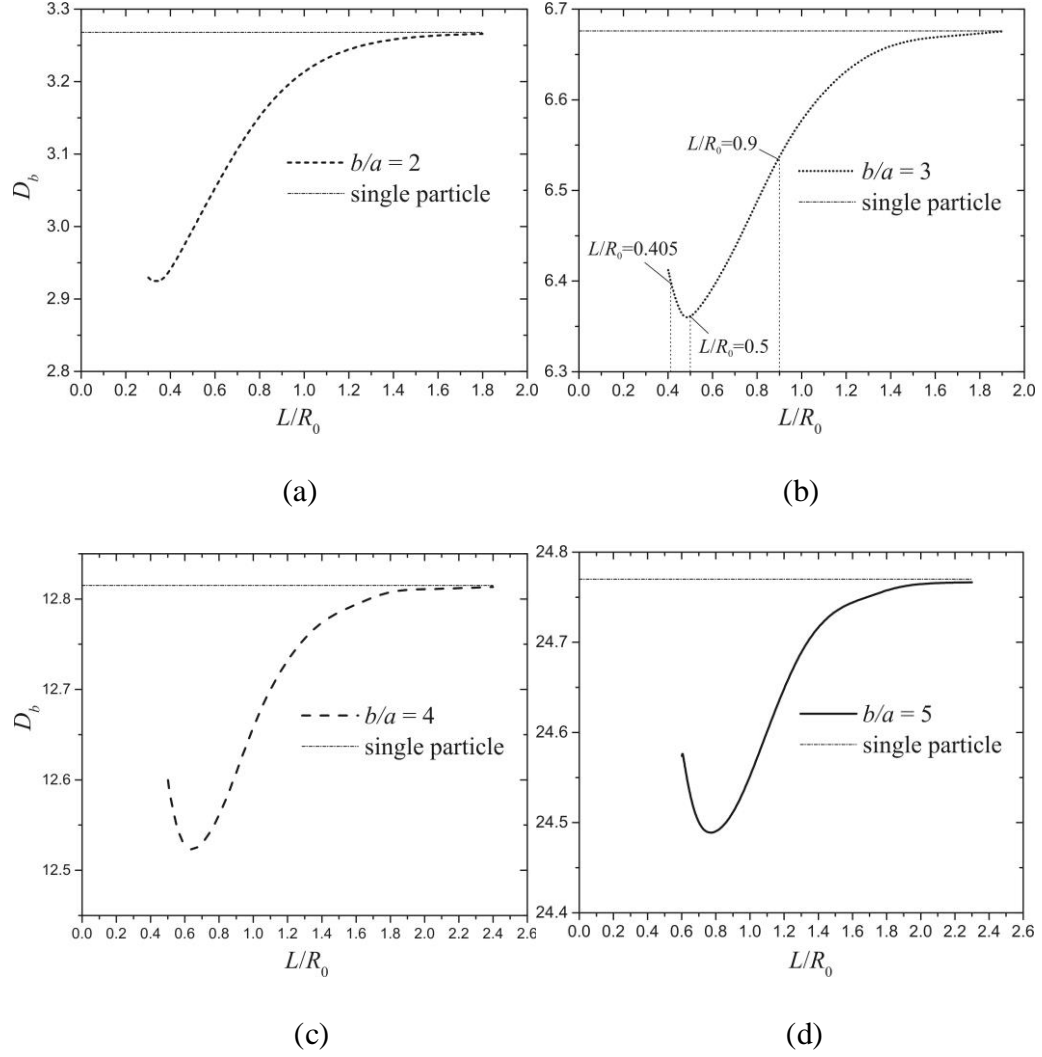 3.3
3.2
3.1
3.0
2.9
2.8
D_b
0.0 0.2 0.4 0.6 0.8 1.0 1.2 1.4 1.6 1.8 2.0
L/R₀
b/a = 2
single particle
(a)
6.7
6.6
6.5
6.4
6.3
0.0 0.2 0.4 0.6 0.8 1.0 1.2 1.4 1.6 1.8 2.0
L/R₀
L/R₀=0.9
L/R₀=0.405
L/R₀=0.5
b/a = 3
single particle
(b)
12.8
12.7
12.6
12.5
D_b
0.0 0.2 0.4 0.6 0.8 1.0 1.2 1.4 1.6 1.8 2.0 2.2 2.4 2.6
L/R₀
b/a = 4
single particle
(c)
24.8
24.7
24.6
24.5
24.4
0.0 0.2 0.4 0.6 0.8 1.0 1.2 1.4 1.6 1.8 2.0 2.2 2.4 2.6
L/R₀
b/a = 5
single particle
(d)